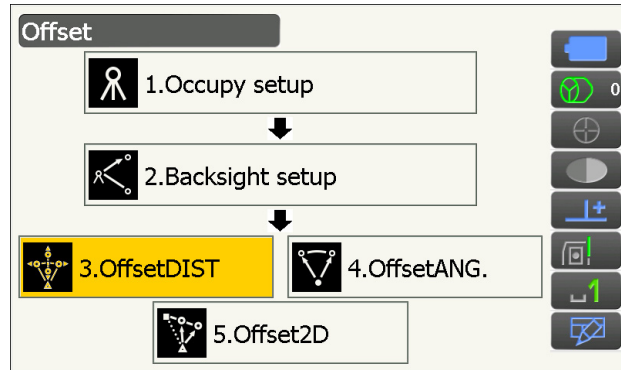 Offset
1.Occupy setup
0
2.Backsight setup
3.OffsetDIST
4.OffsetANG.
5.Offset2D
1